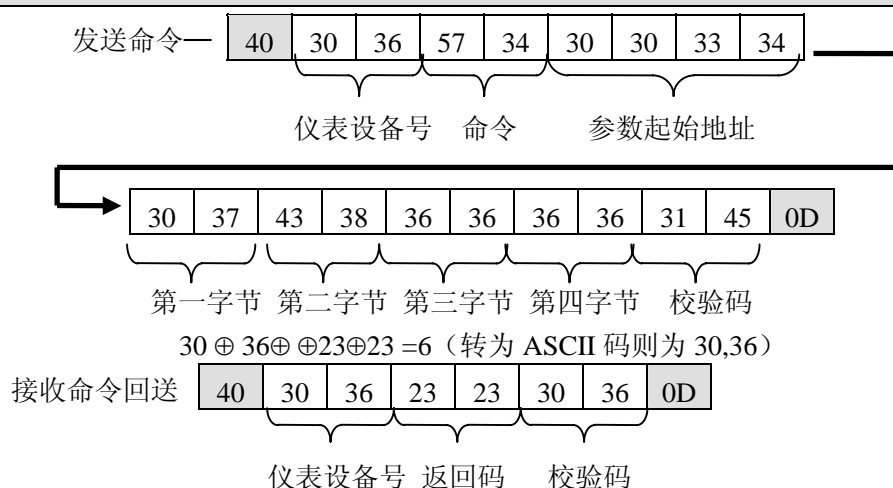 发送命令— 40 30 36 57 34 30 30 33 34
仪表设备号 命令 参数起始地址
30 37 43 38 36 36 36 36 31 45 0D
第一字节 第二字节 第三字节 第四字节 校验码
30 ⊕ 36⊕ ⊕23⊕23 =6（转为 ASCII 码则为 30,36）
接收命令回送 40 30 36 23 23 30 36 0D
仪表设备号 返回码 校验码